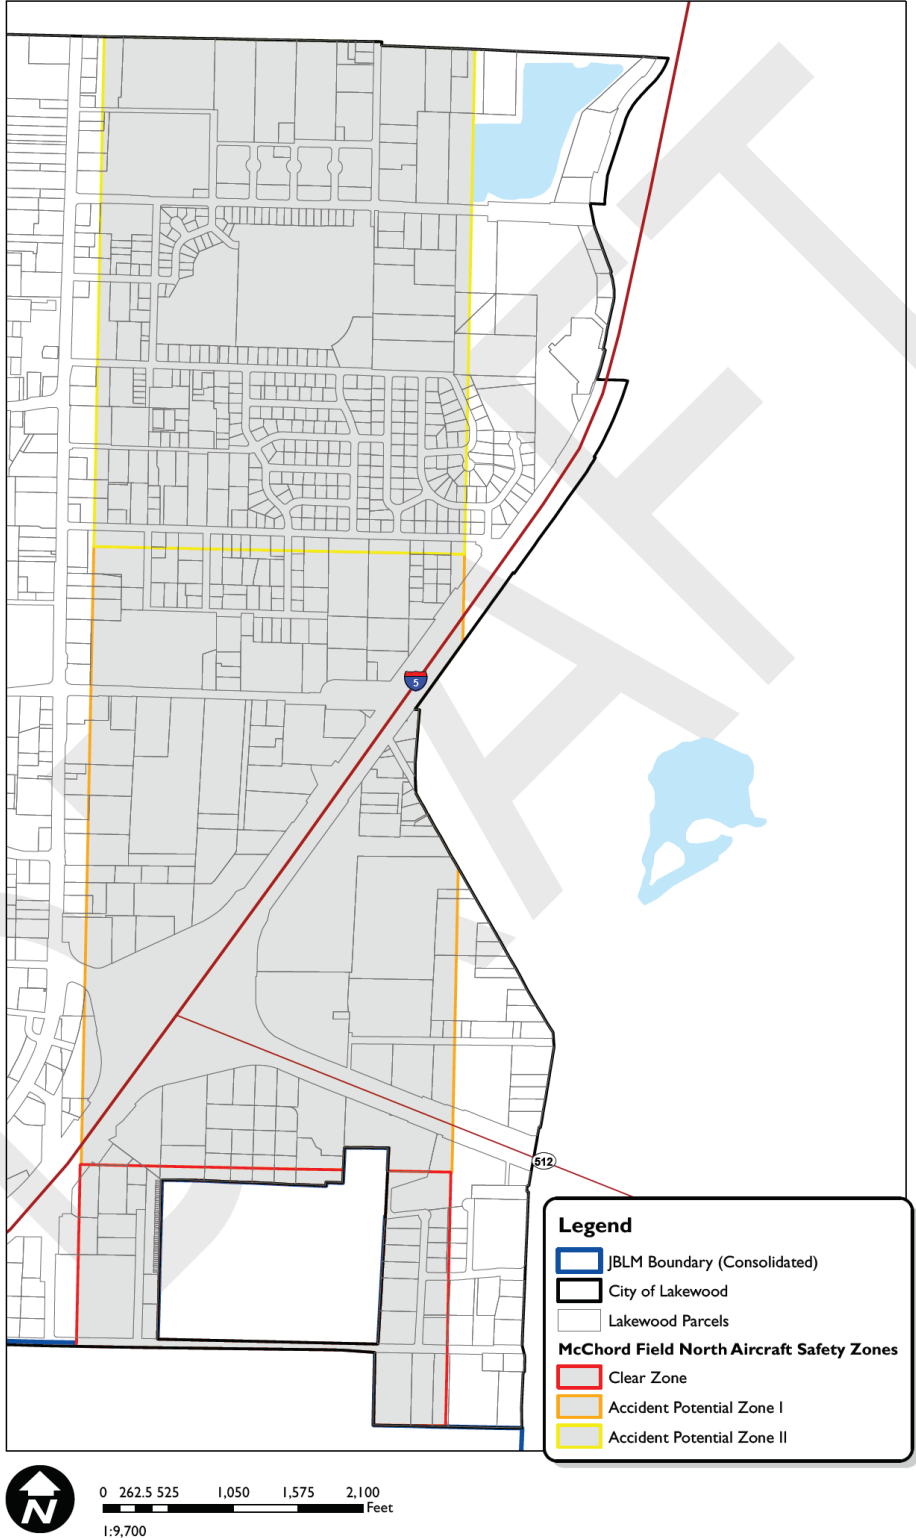 DRAFT
5
512
Legend
JBLM Boundary (Consolidated)
City of Lakewood
Lakewood Parcels
McChord Field North Aircraft Safety Zones
Clear Zone
Accident Potential Zone I
Accident Potential Zone II
N
0 262.5 525 1,050 1,575 2,100
Feet
1:9,700